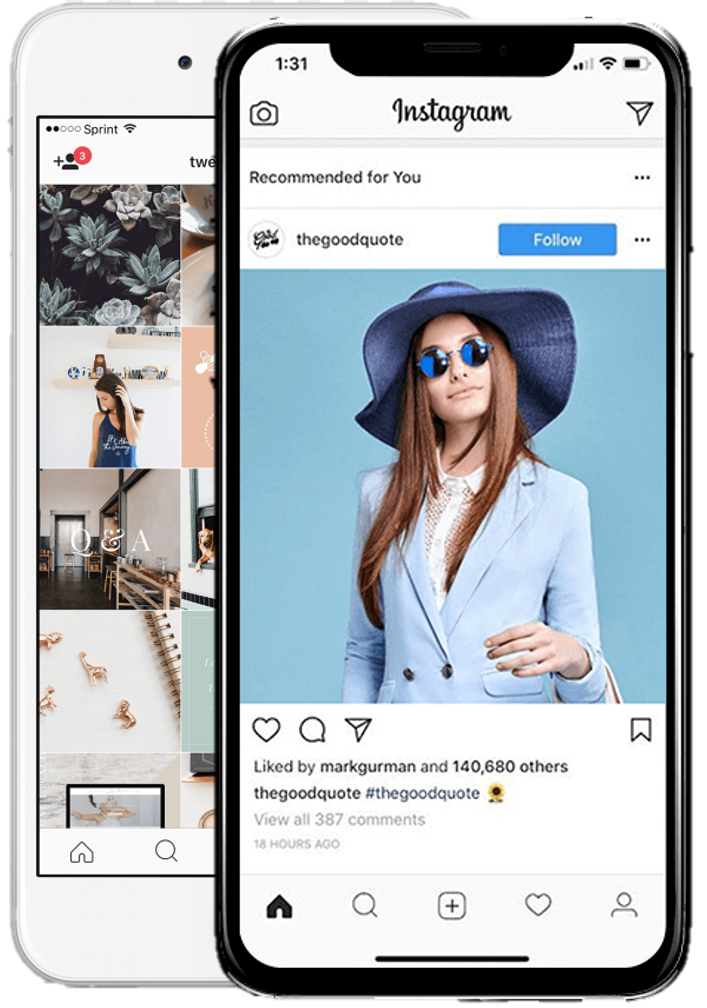 Sprint
3
twe
Q & A
1:31
Instagram
Recommended for You
thegoodquote
Follow
Liked by markgurman and 140,680 others
thegoodquote #thegoodquote 🌻
View all 387 comments
18 HOURS AGO